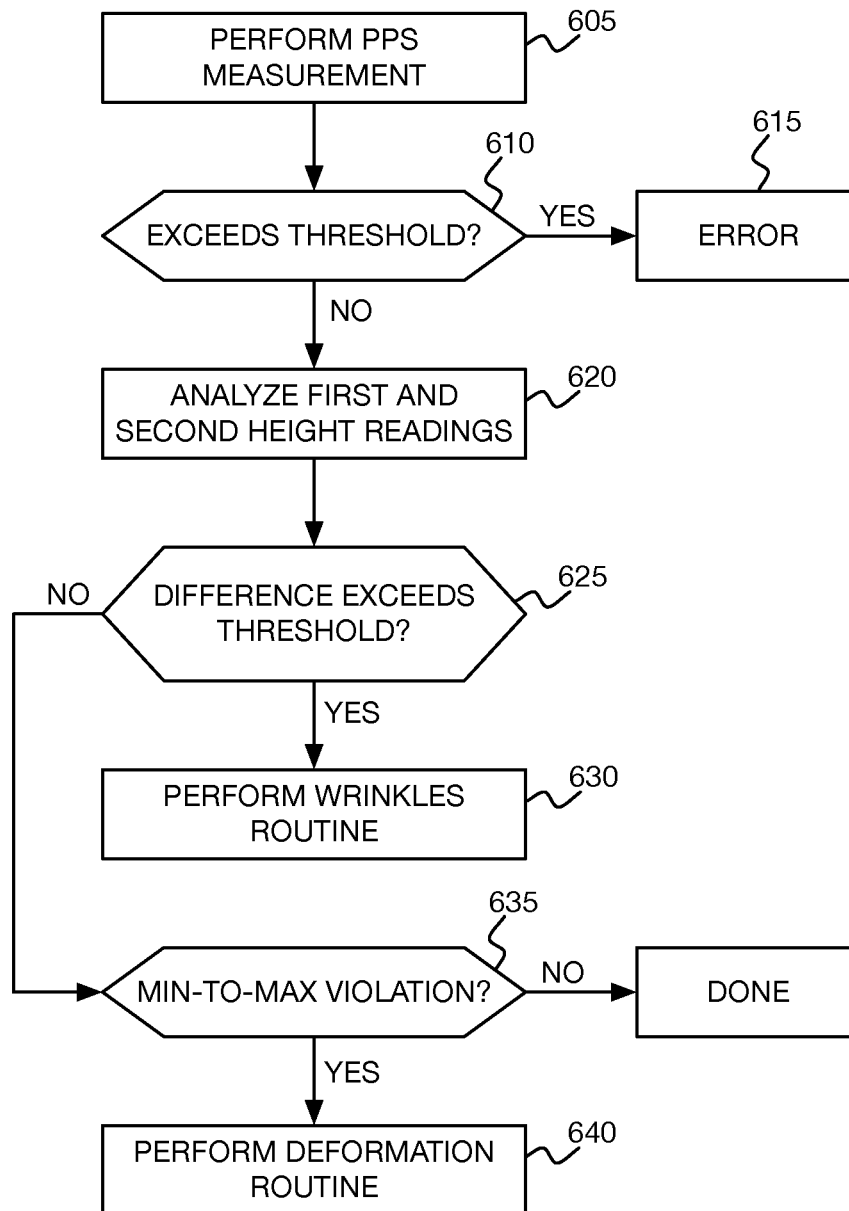 PERFORM PPS
MEASUREMENT
605
610
EXCEEDS THRESHOLD?
YES
615
ERROR
NO
ANALYZE FIRST AND
SECOND HEIGHT READINGS
620
DIFFERENCE EXCEEDS
THRESHOLD?
625
NO
YES
PERFORM WRINKLES
ROUTINE
630
635
MIN-TO-MAX VIOLATION?
NO
DONE
YES
PERFORM DEFORMATION
ROUTINE
640